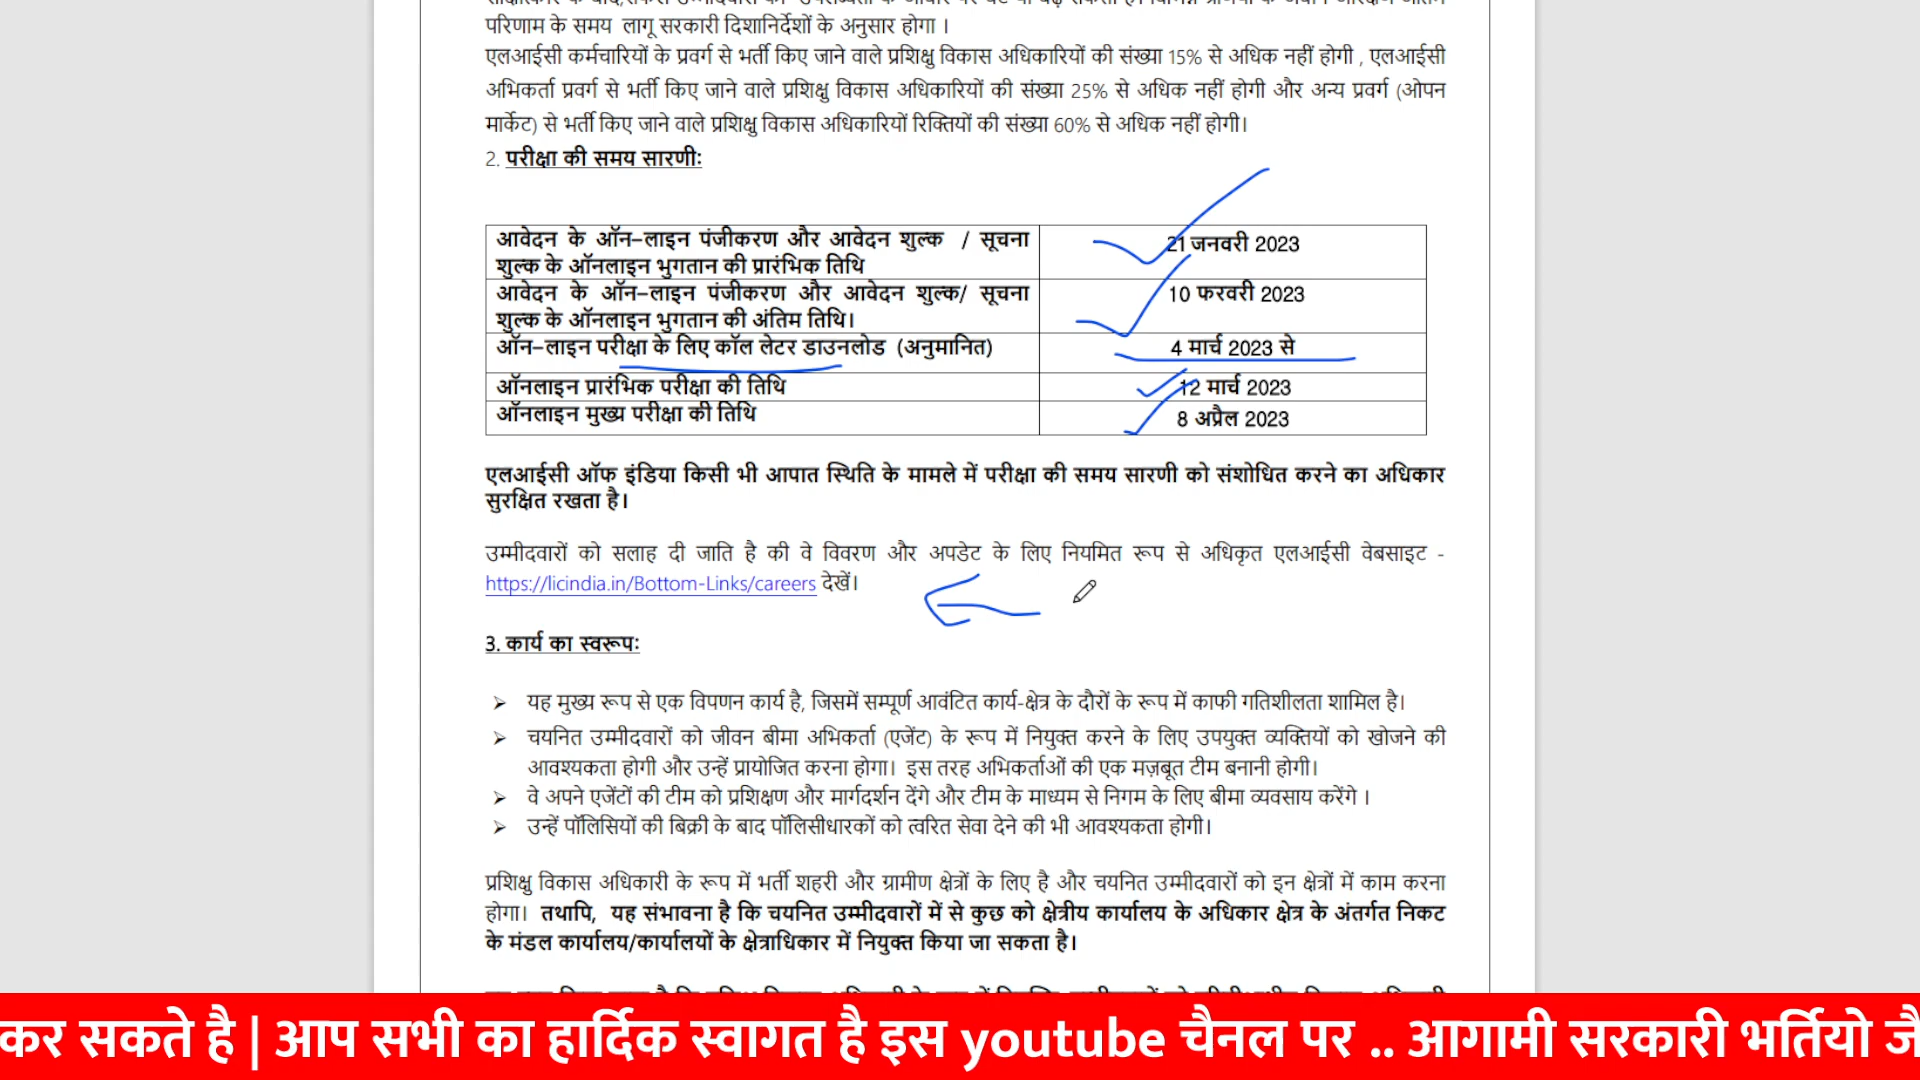 परिणाम के समय लागू सरकारी दिशानिर्देशों के अनुसार होगा ।
एलआईसी कर्मचारियों के प्रवर्ग से भर्ती किए जाने वाले प्रशिक्षु विकास अधिकारियों की संख्या 15% से अधिक नहीं होगी , एलआईसी
अभिकर्ता प्रवर्ग से भर्ती किए जाने वाले प्रशिक्षु विकास अधिकारियों की संख्या 25% से अधिक नहीं होगी और अन्य प्रवर्ग (ओपन
मार्केट) से भर्ती किए जाने वाले प्रशिक्षु विकास अधिकारियों रिक्तियों की संख्या 60% से अधिक नहीं होगी।
2. परीक्षा की समय सारणी:
आवेदन के ऑन–लाइन पंजीकरण और आवेदन शुल्क / सूचना
शुल्क के ऑनलाइन भुगतान की प्रारंभिक तिथि
21 जनवरी 2023
आवेदन के ऑन–लाइन पंजीकरण और आवेदन शुल्क/ सूचना
शुल्क के ऑनलाइन भुगतान की अंतिम तिथि।
10 फरवरी 2023
ऑन–लाइन परीक्षा के लिए कॉल लेटर डाउनलोड (अनुमानित)
4 मार्च 2023 से
ऑनलाइन प्रारंभिक परीक्षा की तिथि
12 मार्च 2023
ऑनलाइन मुख्य परीक्षा की तिथि
8 अप्रैल 2023
एलआईसी ऑफ इंडिया किसी भी आपात स्थिति के मामले में परीक्षा की समय सारणी को संशोधित करने का अधिकार
सुरक्षित रखता है।
उम्मीदवारों को सलाह दी जाति है की वे विवरण और अपडेट के लिए नियमित रूप से अधिकृत एलआईसी वेबसाइट -
https://licindia.in/Bottom-Links/careers देखें।
3. कार्य का स्वरूप:
➢ यह मुख्य रूप से एक विपणन कार्य है, जिसमें सम्पूर्ण आवंटित कार्य-क्षेत्र के दौरों के रूप में काफी गतिशीलता शामिल है।
➢ चयनित उम्मीदवारों को जीवन बीमा अभिकर्ता (एजेंट) के रूप में नियुक्त करने के लिए उपयुक्त व्यक्तियों को खोजने की
आवश्यकता होगी और उन्हें प्रायोजित करना होगा। इस तरह अभिकर्ताओं की एक मज़बूत टीम बनानी होगी।
➢ वे अपने एजेंटों की टीम को प्रशिक्षण और मार्गदर्शन देंगे और टीम के माध्यम से निगम के लिए बीमा व्यवसाय करेंगे ।
➢ उन्हें पॉलिसियों की बिक्री के बाद पॉलिसीधारकों को त्वरित सेवा देने की भी आवश्यकता होगी।
प्रशिक्षु विकास अधिकारी के रूप में भर्ती शहरी और ग्रामीण क्षेत्रों के लिए है और चयनित उम्मीदवारों को इन क्षेत्रों में काम करना
होगा। तथापि, यह संभावना है कि चयनित उम्मीदवारों में से कुछ को क्षेत्रीय कार्यालय के अधिकार क्षेत्र के अंतर्गत निकट
के मंडल कार्यालय/कार्यालयों के क्षेत्राधिकार में नियुक्त किया जा सकता है।
कर सकते है | आप सभी का हार्दिक स्वागत है इस youtube चैनल पर .. आगामी सरकारी भर्तियो